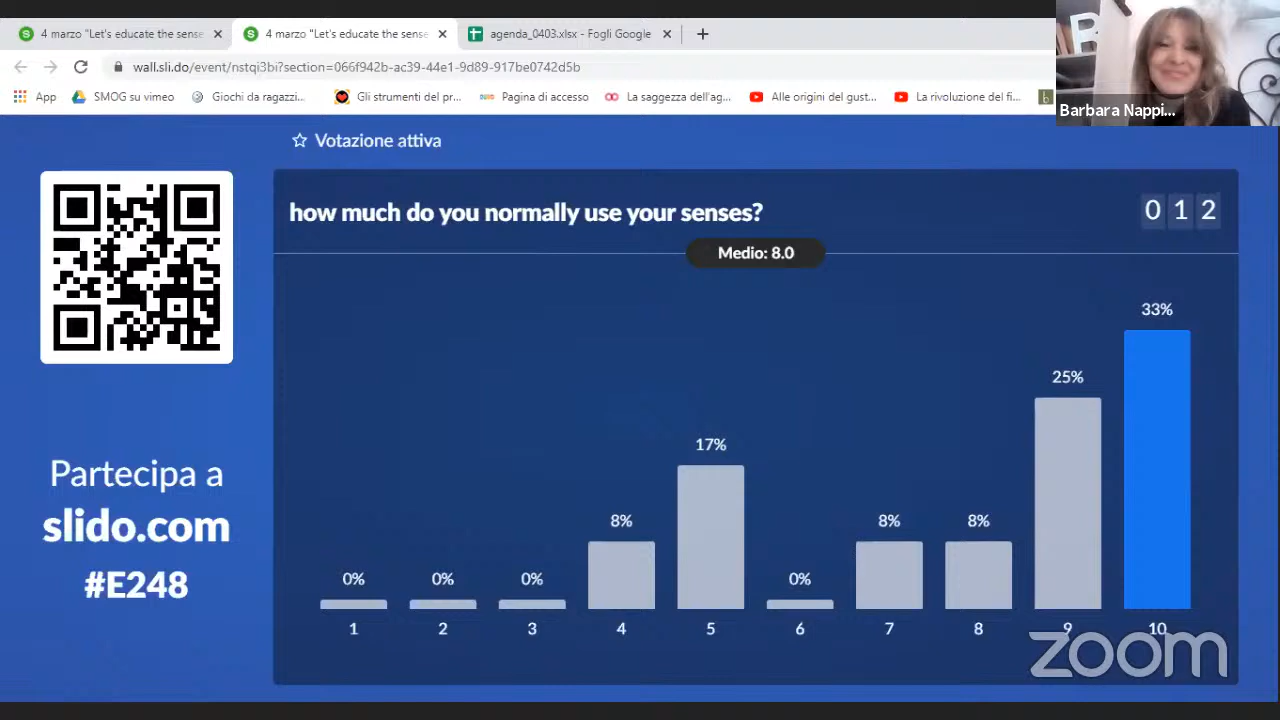 4 marzo "Let's educate the sense
4 marzo "Let's educate the sense
agenda_0403.xlsx - Fogli Google
wall.sli.do/event/nstqi3bi?section=066f942b-ac39-44e1-9d89-917be0742d5b
App
SMOG su vimeo
Giochi da ragazzi...
Gli strumenti del pr...
Pagina di accesso
La saggezza dell'ag...
Alle origini del gust...
La rivoluzione del fi...
Barbara Nappi...
Votazione attiva
how much do you normally use your senses?
0 1 2
Medio: 8.0
33%
25%
17%
8%
8%
8%
0%
0%
0%
0%
1 2 3 4 5 6 7 8 9 10
Partecipa a
slido.com
#E248
zoom